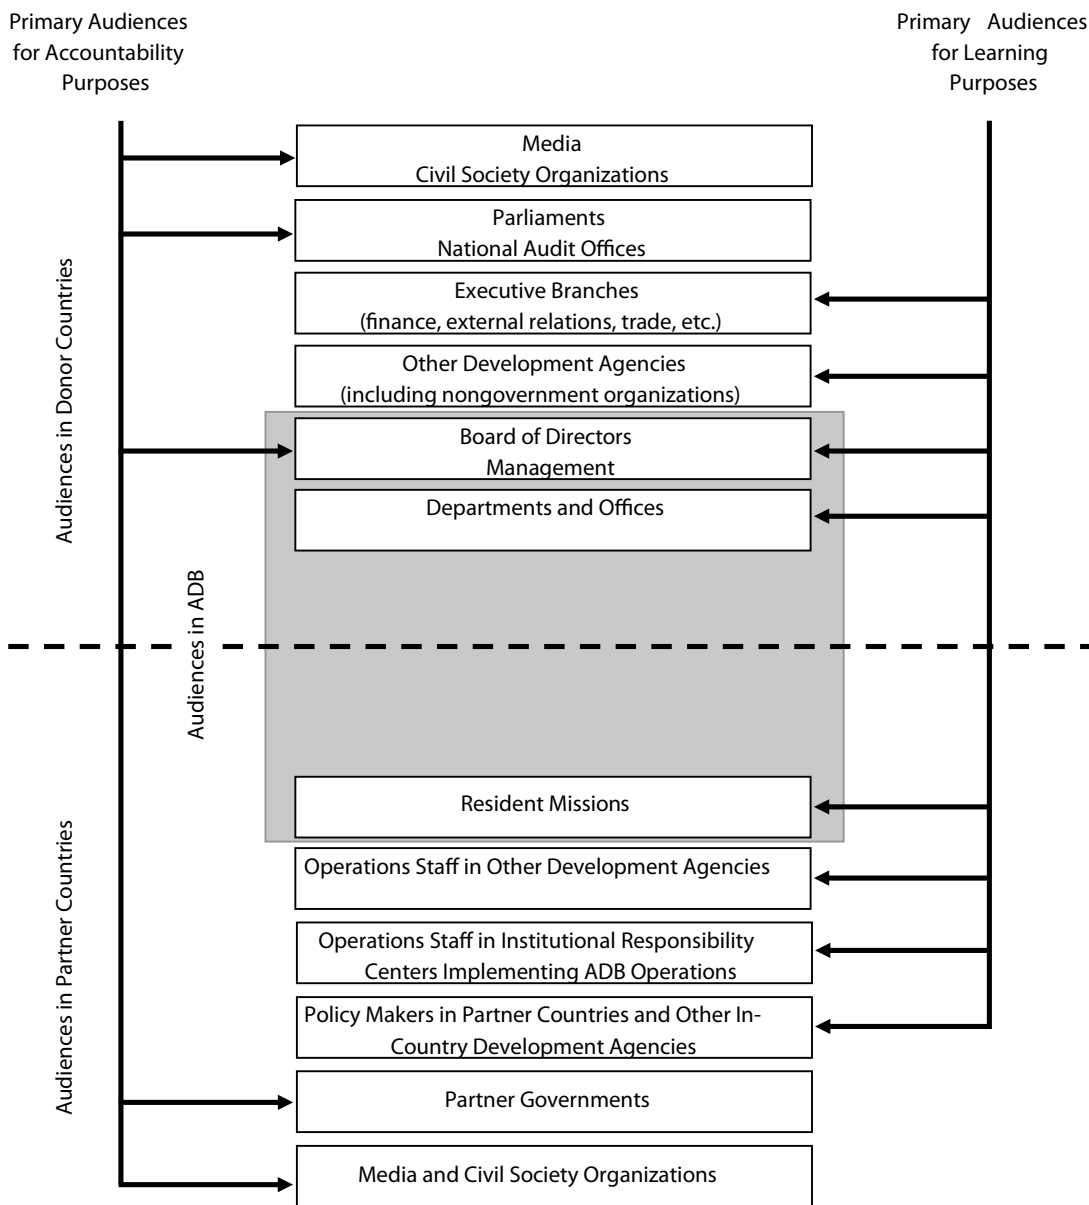 Primary Audiences
for Accountability
Purposes
Primary Audiences
for Learning
Purposes
Media
Civil Society Organizations
Parliaments
National Audit Offices
Executive Branches
(finance, external relations, trade, etc.)
Other Development Agencies
(including nongovernment organizations)
Board of Directors
Management
Departments and Offices
Audiences in Donor Countries
Audiences in ADB
Audiences in Partner Countries
Resident Missions
Operations Staff in Other Development Agencies
Operations Staff in Institutional Responsibility
Centers Implementing ADB Operations
Policy Makers in Partner Countries and Other In-
Country Development Agencies
Partner Governments
Media and Civil Society Organizations